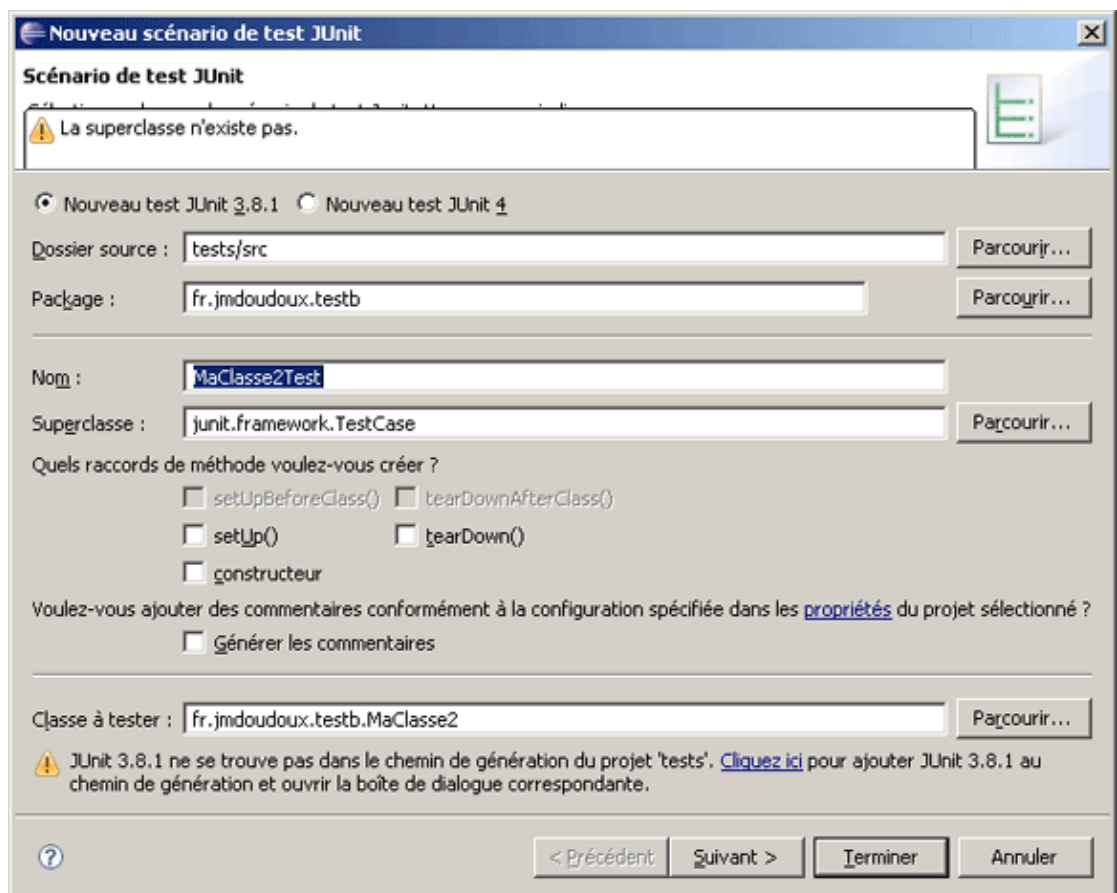 Nouveau scénario de test JUnit
Scénario de test JUnit
La superclasse n'existe pas.
Nouveau test JUnit 3.8.1 Nouveau test JUnit 4
Dossier source : tests/src Parcourir...
Package : fr.jmdoudoux.testb Parcourir...
Nom : MaClasse2Test
Superclasse : junit.framework.TestCase Parcourir...
Quels raccords de méthode voulez-vous créer ?
setUpBeforeClass() tearDownAfterClass()
setUp() tearDown()
constructeur
Voulez-vous ajouter des commentaires conformément à la configuration spécifiée dans les propriétés du projet sélectionné ?
Générer les commentaires
Classe à tester : fr.jmdoudoux.testb.MaClasse2 Parcourir...
JUnit 3.8.1 ne se trouve pas dans le chemin de génération du projet 'tests'. Cliquez ici pour ajouter JUnit 3.8.1 au
chemin de génération et ouvrir la boîte de dialogue correspondante.
< Précédent Suivant > Terminer Annuler